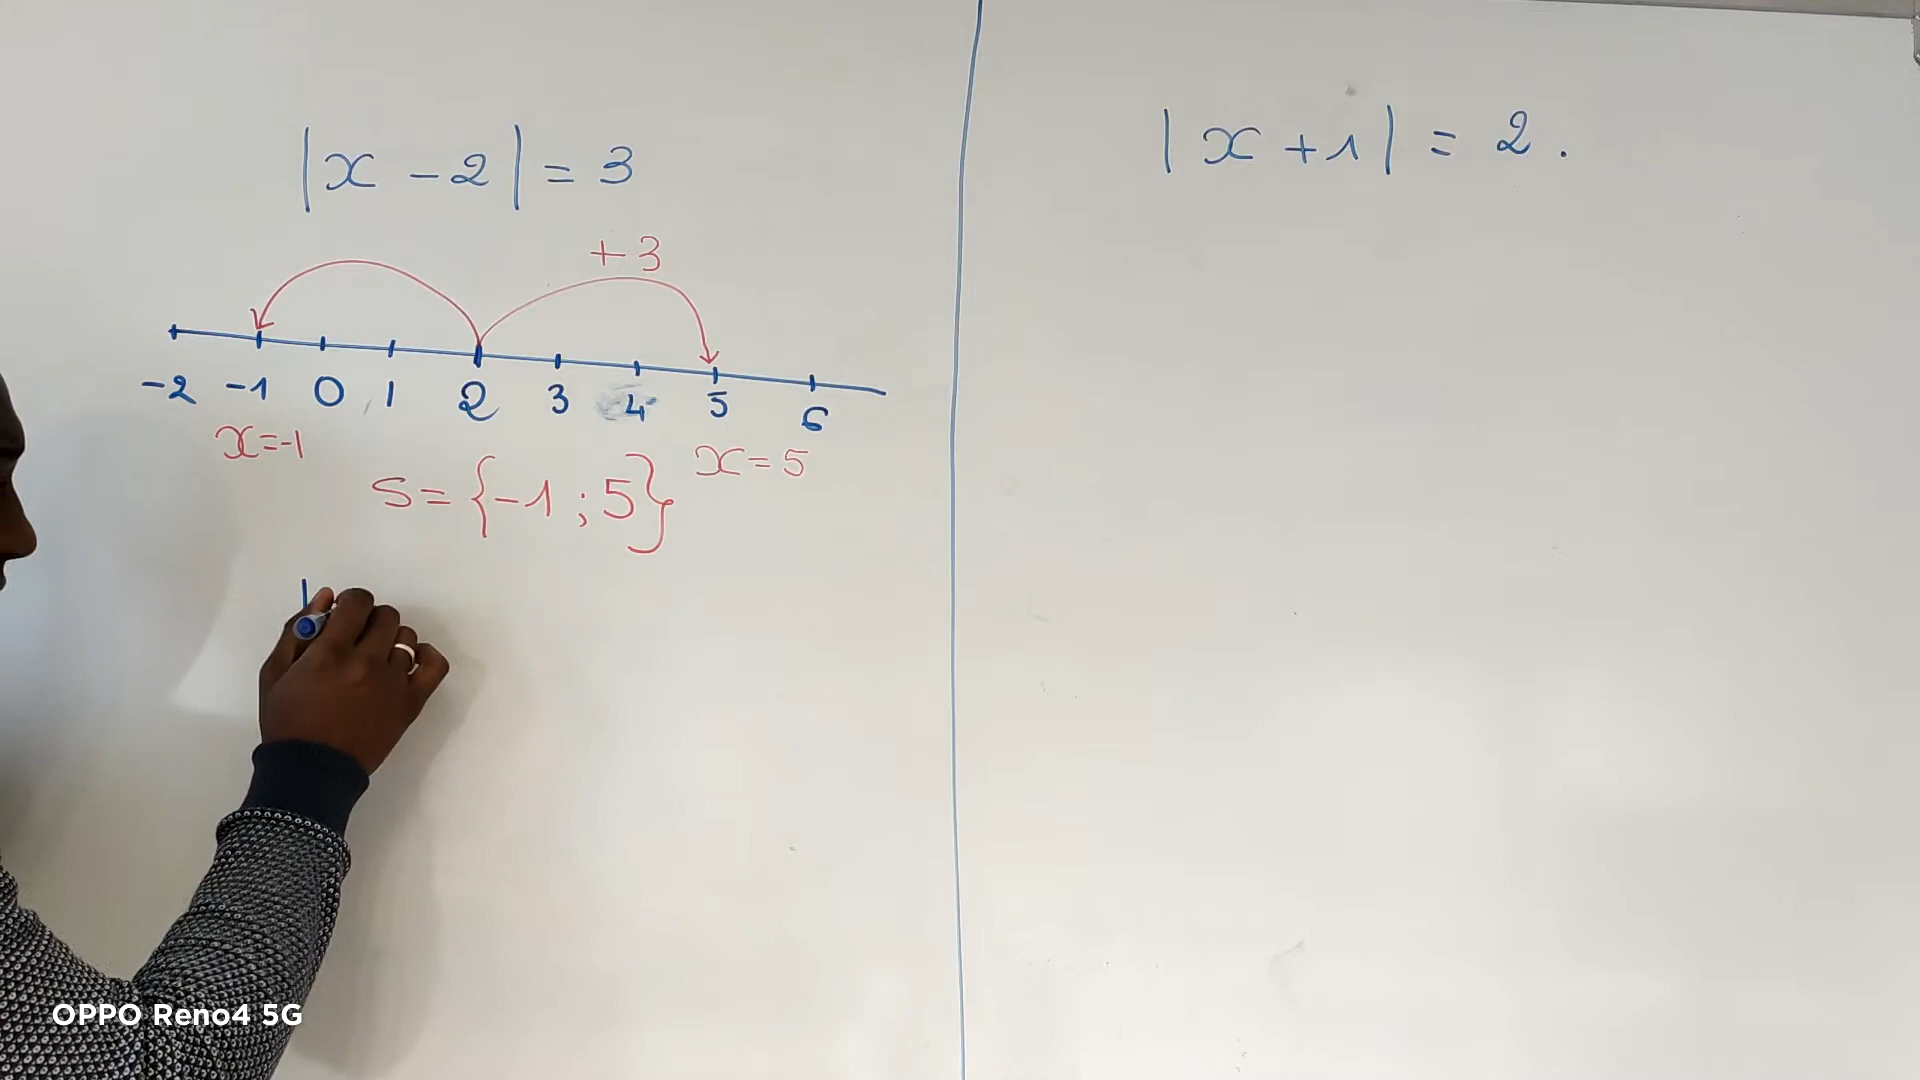 |x - 2| = 3
+3
-2 -1 0 1 2 3 4 5 6
x=-1
x=5
S={-1 ; 5}
|
|x +1| = 2.
OPPO Reno4 5G